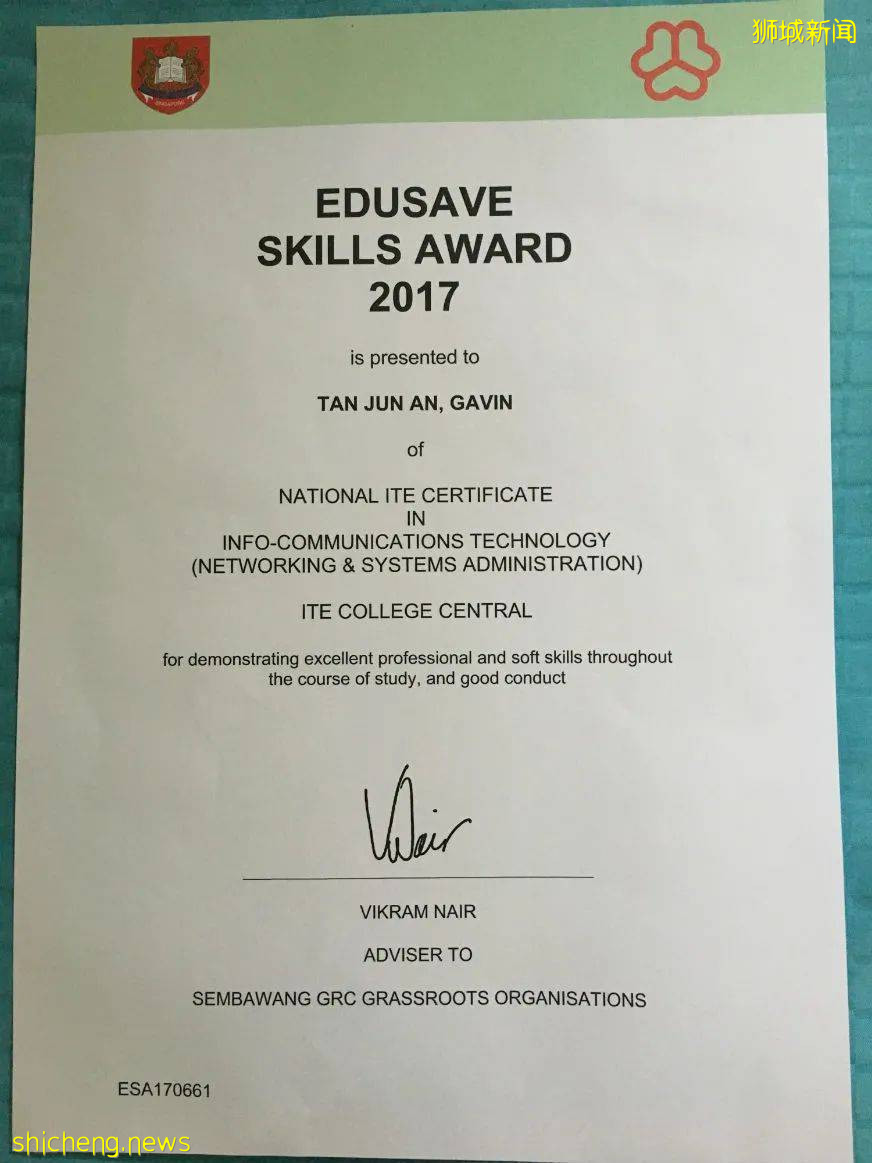 狮城新闻
SINGAPORE
EDUSAVE
SKILLS AWARD
2017
is presented to
TAN JUN AN, GAVIN
of
NATIONAL ITE CERTIFICATE
IN
INFO-COMMUNICATIONS TECHNOLOGY
(NETWORKING & SYSTEMS ADMINISTRATION)
ITE COLLEGE CENTRAL
for demonstrating excellent professional and soft skills throughout
the course of study, and good conduct
VNair
VIKRAM NAIR
ADVISER TO
SEMBAWANG GRC GRASSROOTS ORGANISATIONS
ESA170661
shicheng.news